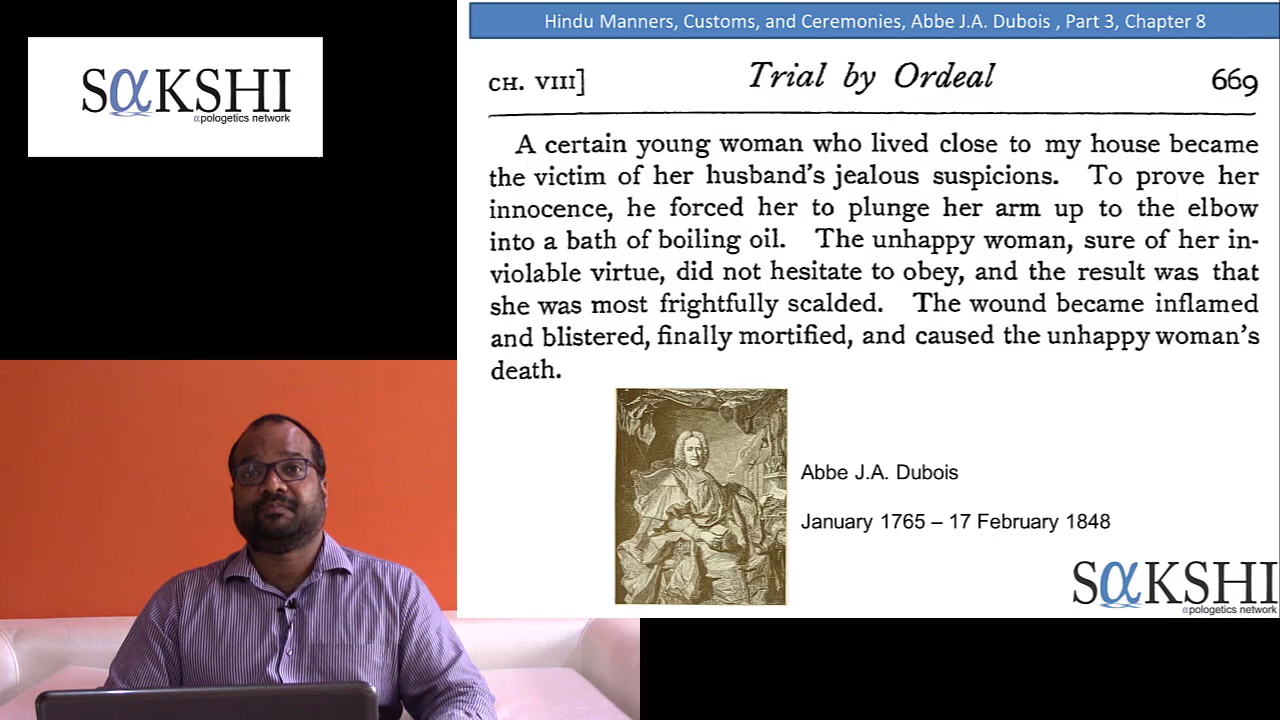 SαKSHI
αpologetics network
Hindu Manners, Customs, and Ceremonies, Abbe J.A. Dubois , Part 3, Chapter 8
CH. VIII] Trial by Ordeal 669
A certain young woman who lived close to my house became
the victim of her husband's jealous suspicions. To prove her
innocence, he forced her to plunge her arm up to the elbow
into a bath of boiling oil. The unhappy woman, sure of her in-
violable virtue, did not hesitate to obey, and the result was that
she was most frightfully scalded. The wound became inflamed
and blistered, finally mortified, and caused the unhappy woman's
death.
Abbe J.A. Dubois
January 1765 – 17 February 1848
SαKSHI
αpologetics network